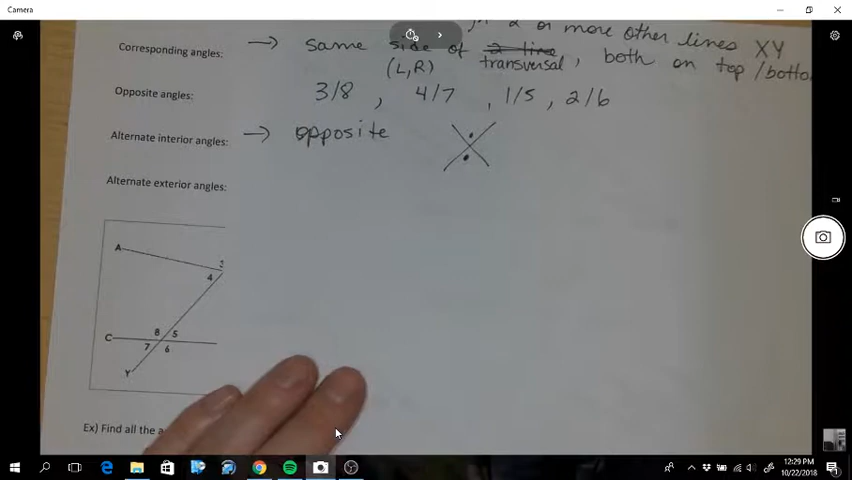 Camera
2 or more other lines XY
Corresponding angles: → same side of a line, both on top /botto
(L,R) transversal
Opposite angles: 3/8 , 4/7 , 1/5 , 2/6
Alternate interior angles: → opposite
Alternate exterior angles:
A
3
4
8 5
C
7 6
Y
Ex) Find all the a
12:29 PM
10/22/2018